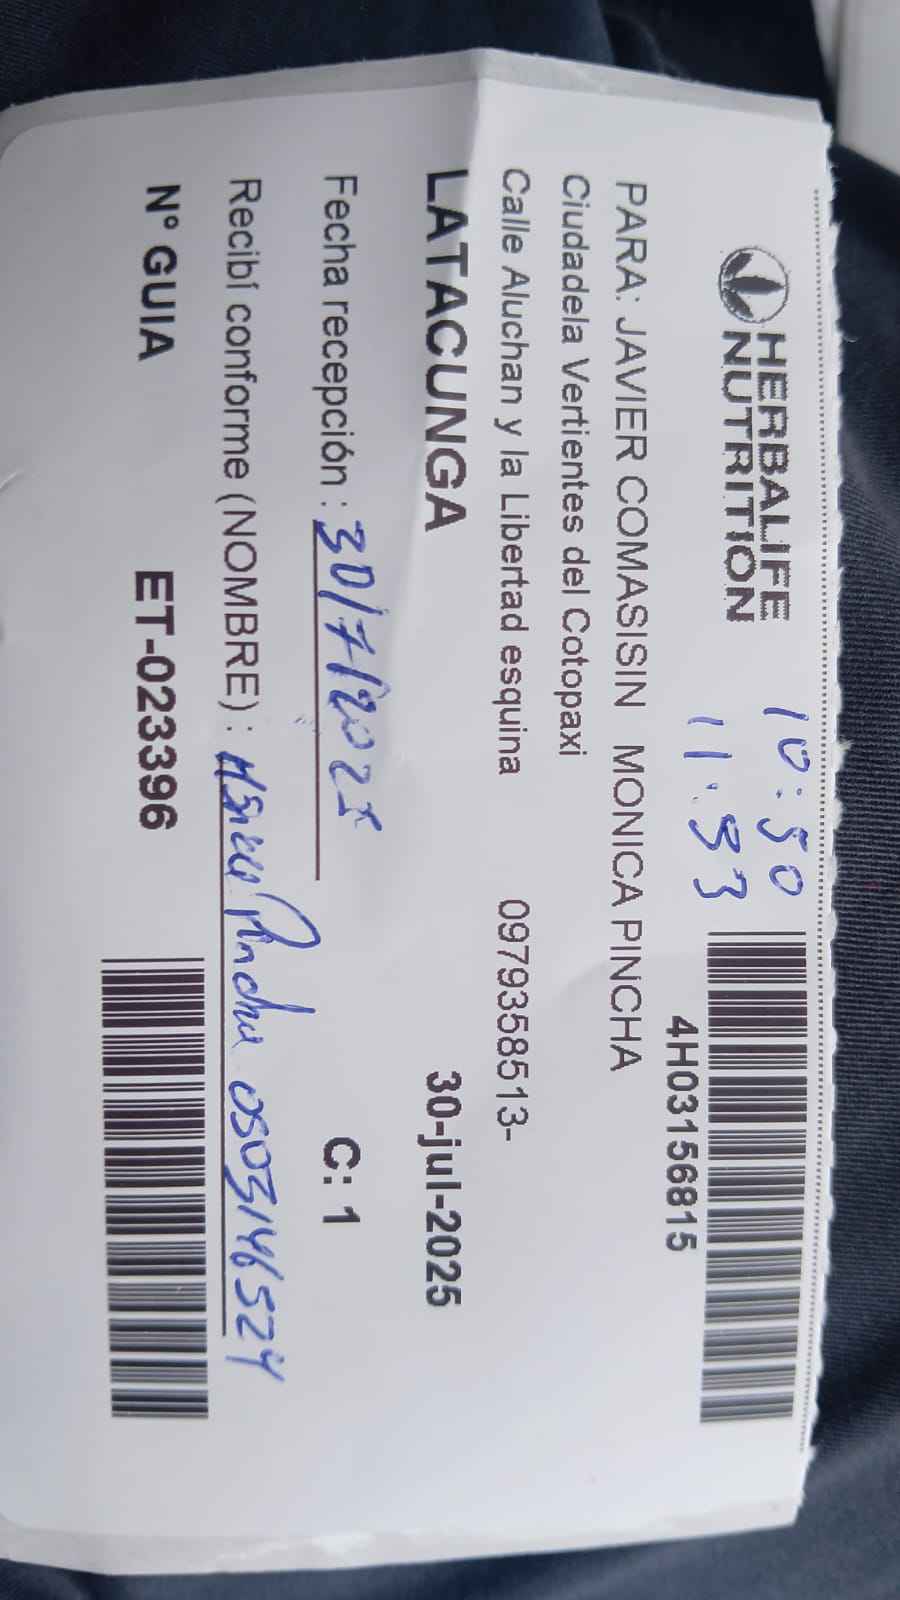 HERBALIFE
NUTRITION
10:50
11:53
4H03156815
PARA: JAVIER COMASISIN MONICA PINCHA
Ciudadela Vertientes del Cotopaxi
Calle Aluchan y la Libertad esquina 0979358513-
LATACUNGA 30-jul-2025
Fecha recepción : 30/7/2025 C: 1
Recibí conforme (NOMBRE) : 0503146524
N° GUIA ET-023396